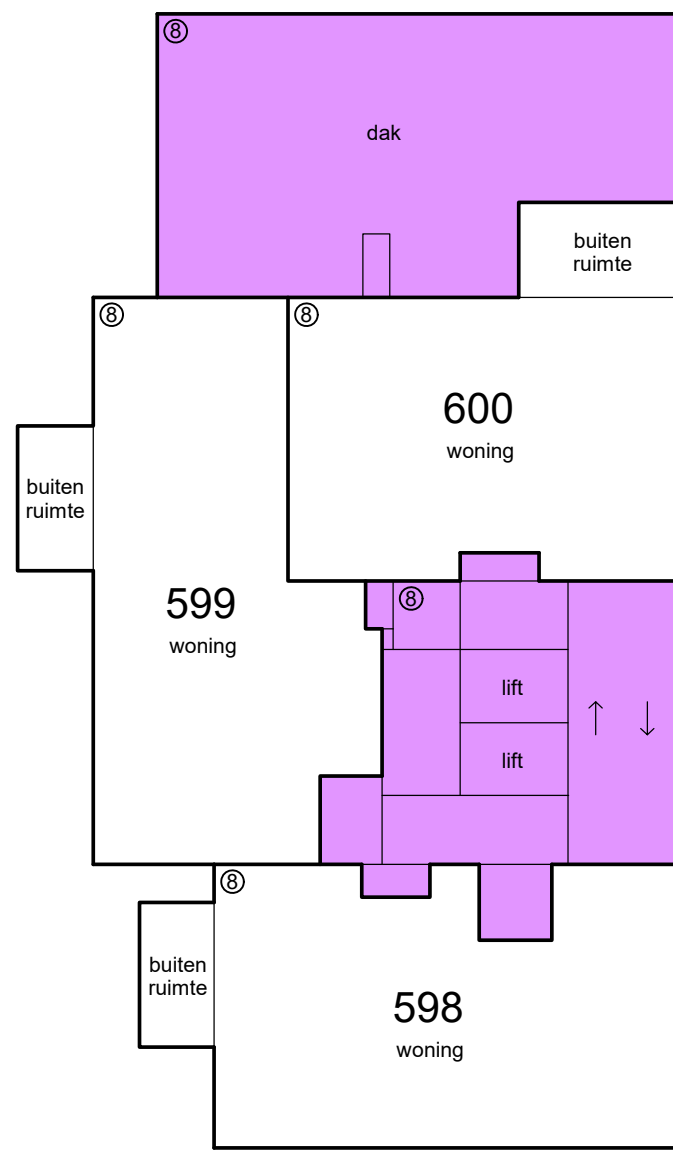 ⑧
dak
buiten
ruimte
⑧
⑧
600
woning
buiten
ruimte
599
woning
⑧
lift
↑ ↓
lift
⑧
buiten
ruimte
598
woning